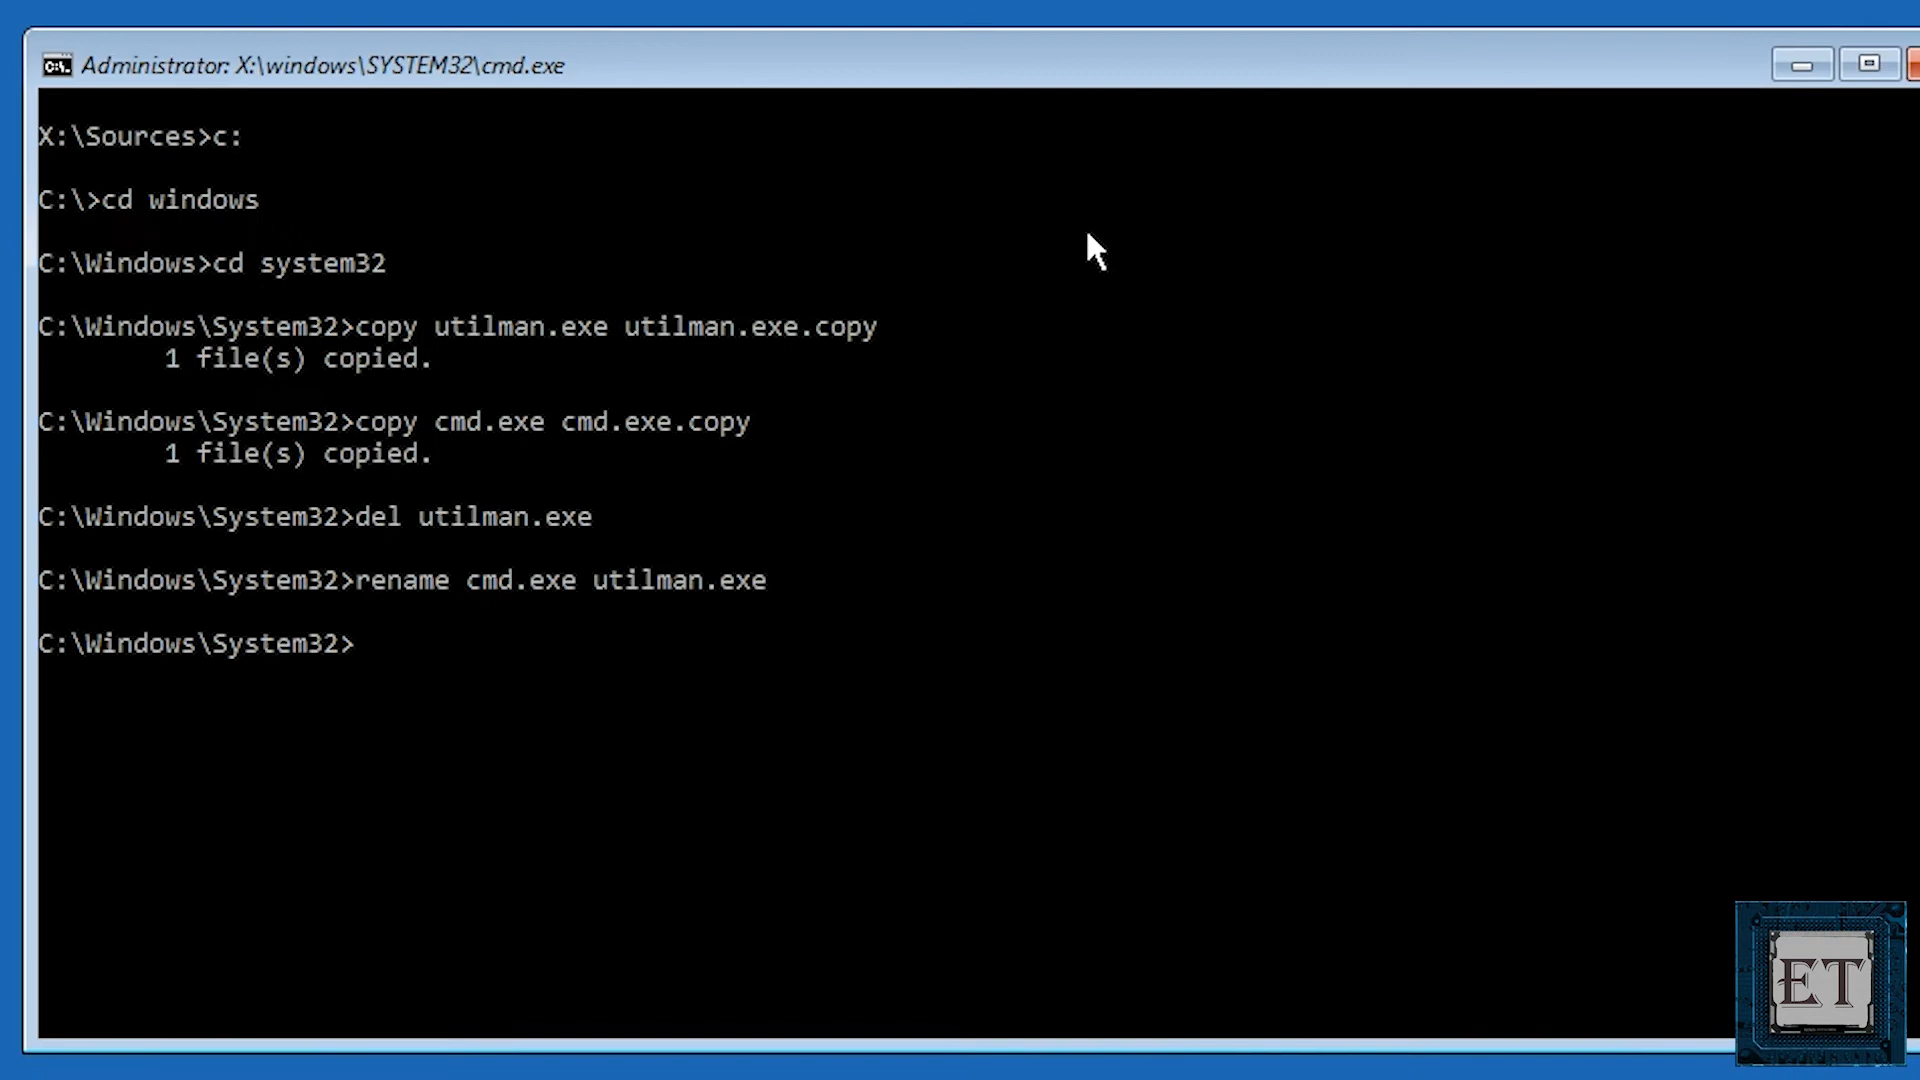 Administrator: X:\windows\SYSTEM32\cmd.exe
X:\Sources>c:
C:\>cd windows
C:\Windows>cd system32
C:\Windows\System32>copy utilman.exe utilman.exe.copy
1 file(s) copied.
C:\Windows\System32>copy cmd.exe cmd.exe.copy
1 file(s) copied.
C:\Windows\System32>del utilman.exe
C:\Windows\System32>rename cmd.exe utilman.exe
C:\Windows\System32>
ET